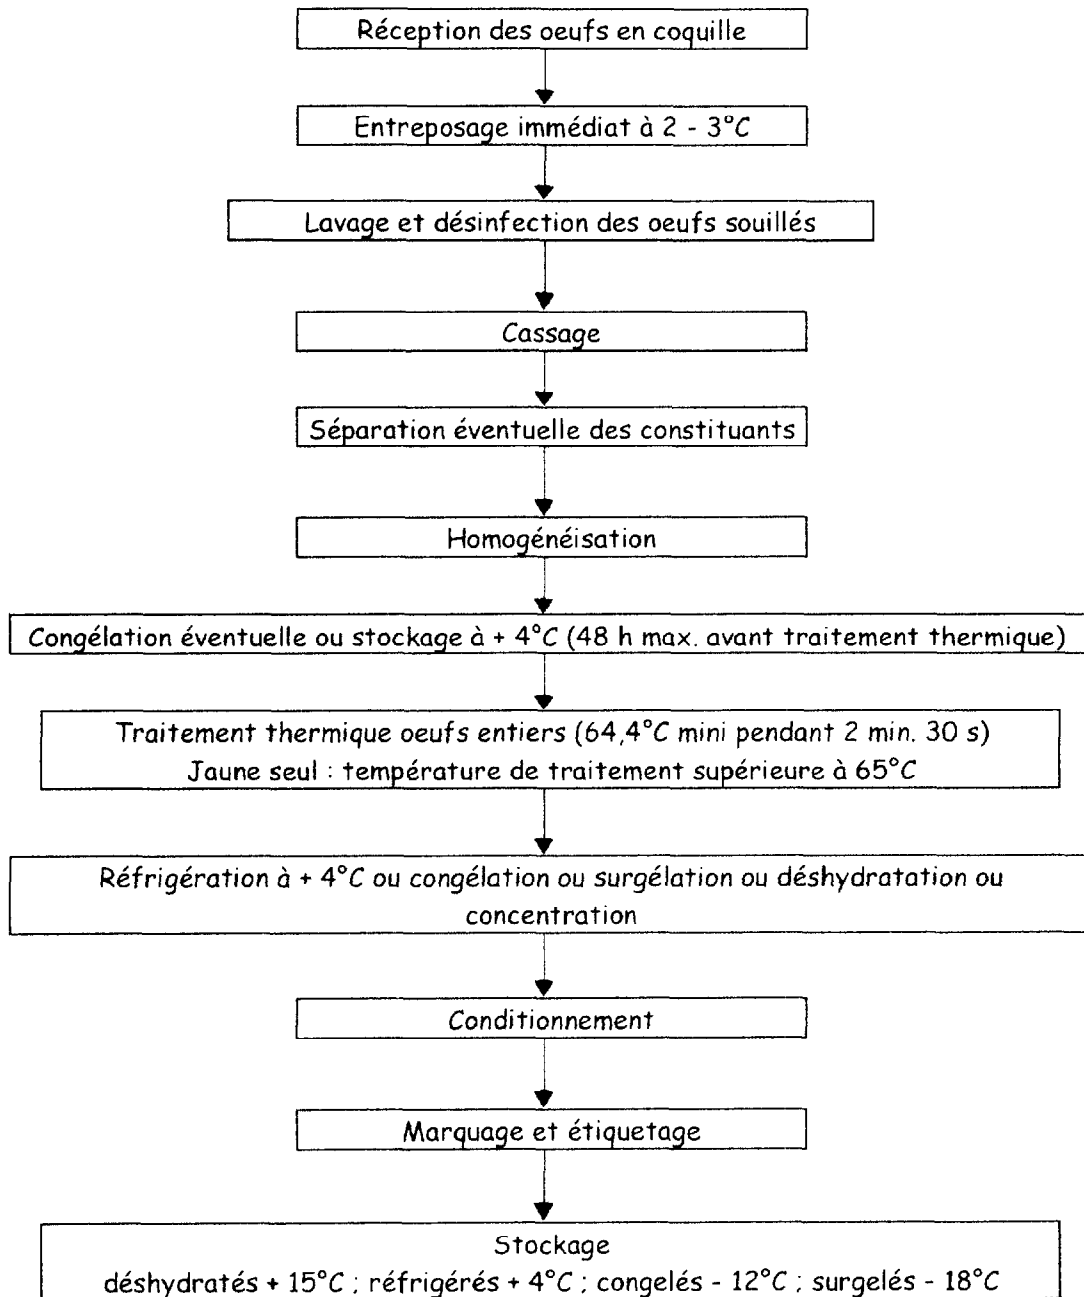 Réception des oeufs en coquille
Entreposage immédiat à 2 - 3°C
Lavage et désinfection des oeufs souillés
Cassage
Séparation éventuelle des constituants
Homogénéisation
Congélation éventuelle ou stockage à + 4°C (48 h max. avant traitement thermique)
Traitement thermique oeufs entiers (64,4°C mini pendant 2 min. 30 s)
Jaune seul : température de traitement supérieure à 65°C
Réfrigération à + 4°C ou congélation ou surgélation ou déshydratation ou
concentration
Conditionnement
Marquage et étiquetage
Stockage
déshydratés + 15°C ; réfrigérés + 4°C ; congelés - 12°C ; surgelés - 18°C